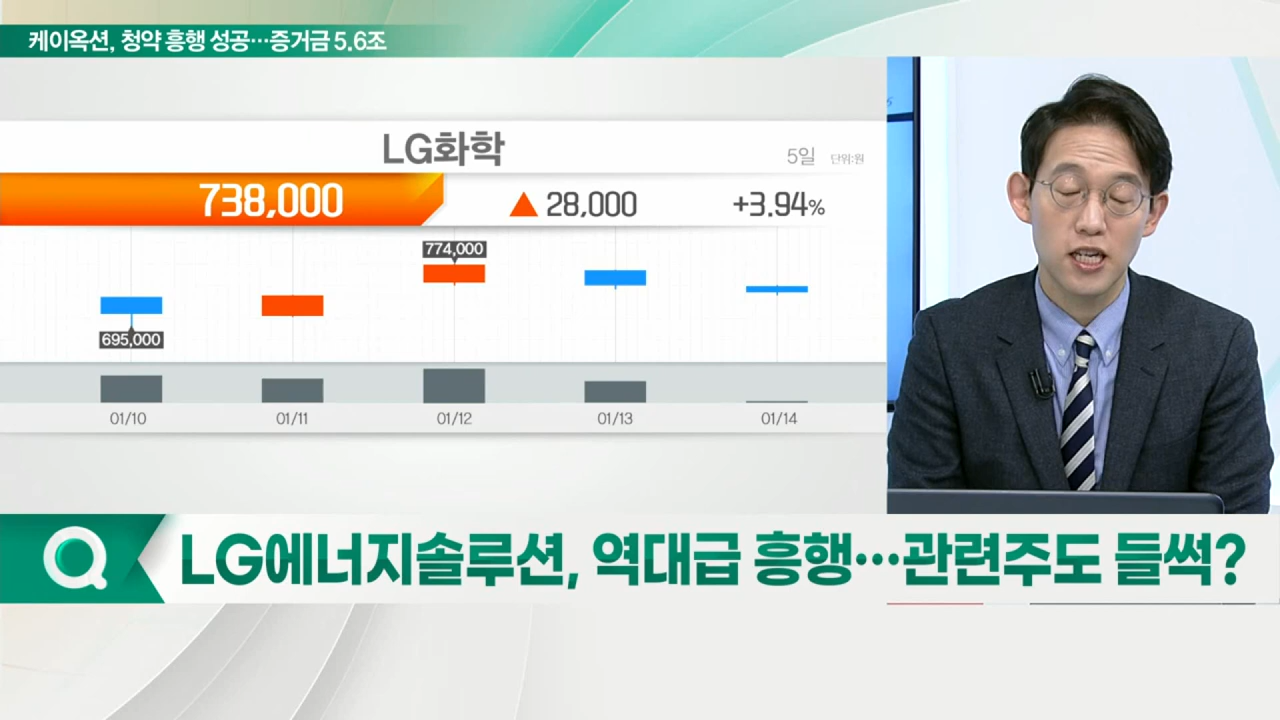 케이옥션, 청약 흥행 성공…증거금 5.6조
LG화학
5일 단위:원
738,000 ▲ 28,000 +3.94%
774,000
695,000
01/10 01/11 01/12 01/13 01/14
LG에너지솔루션, 역대급 흥행…관련주도 들썩?